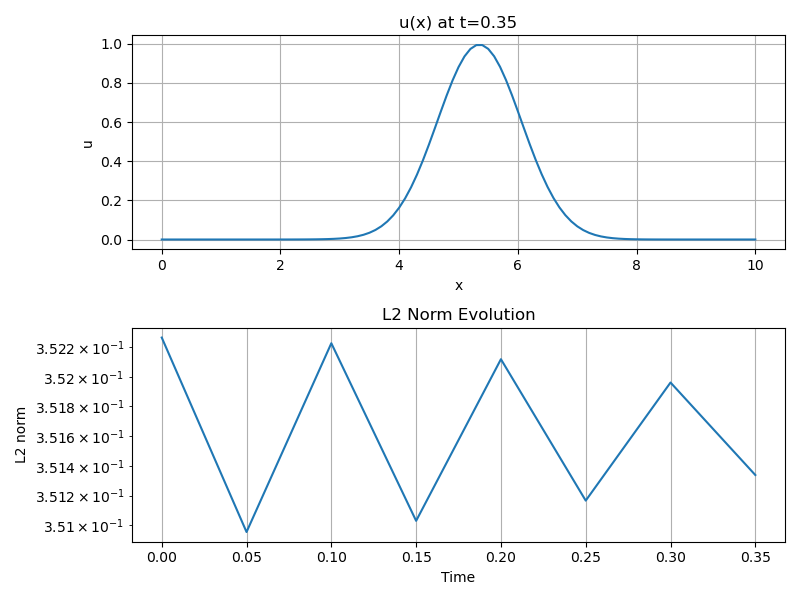 u(x) at t=0.35
1.0
0.8
0.6
0.4
0.2
0.0
u
0 2 4 6 8 10
x
L2 Norm Evolution
3.522 × 10⁻¹
3.52 × 10⁻¹
3.518 × 10⁻¹
3.516 × 10⁻¹
3.514 × 10⁻¹
3.512 × 10⁻¹
3.51 × 10⁻¹
L2 norm
0.00 0.05 0.10 0.15 0.20 0.25 0.30 0.35
Time